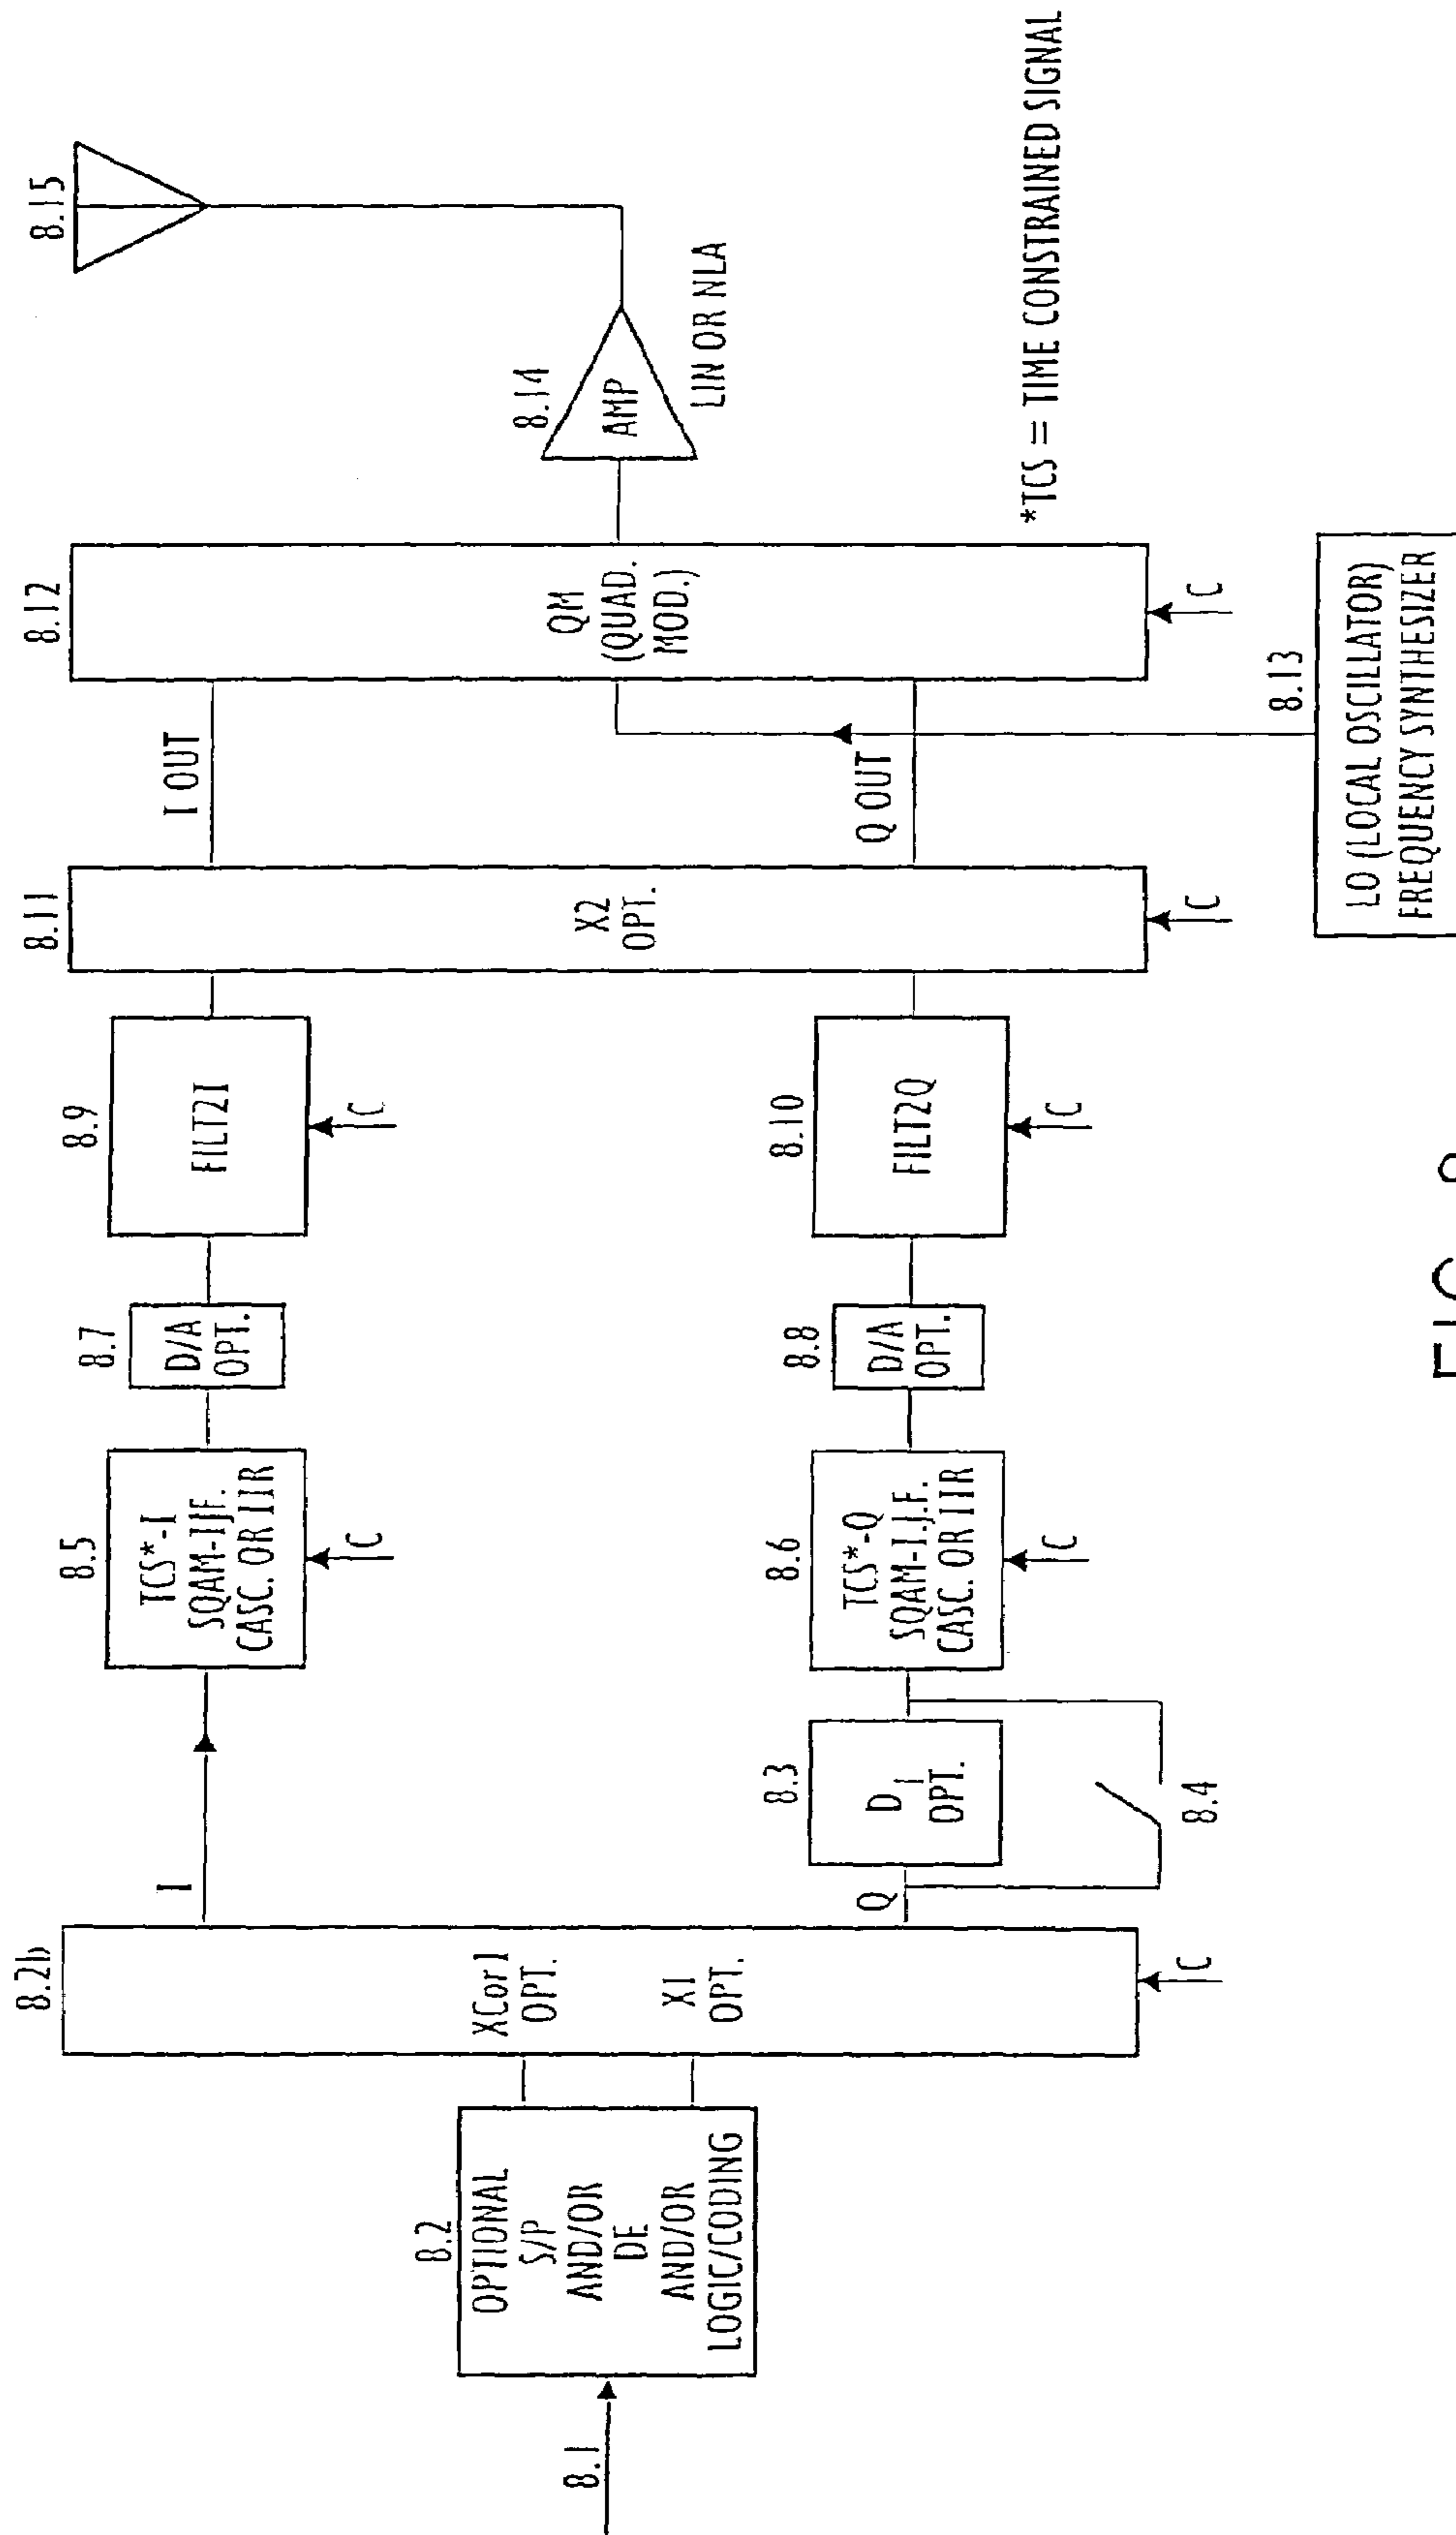 8.1
8.2
OPTIONAL
S/P
AND/OR
DE
AND/OR
LOGIC/CODING
8.2b
XCor1
OPT.
X1
OPT.
C
I
Q
8.3
D1
OPT.
8.4
8.5
TCS*-I
SQAM-IJF.
CASC. OR IIR
C
8.6
TCS*-Q
SQAM-I.J.F.
CASC. OR IIR
C
8.7
D/A
OPT.
8.8
D/A
OPT.
8.9
FILT2I
C
8.10
FILT2Q
C
8.11
X2
OPT.
C
I OUT
Q OUT
8.12
QM
(QUAD.
MOD.)
C
8.13
LO (LOCAL OSCILLATOR)
FREQUENCY SYNTHESIZER
8.14
AMP
LIN OR NLA
8.15
*TCS = TIME CONSTRAINED SIGNAL